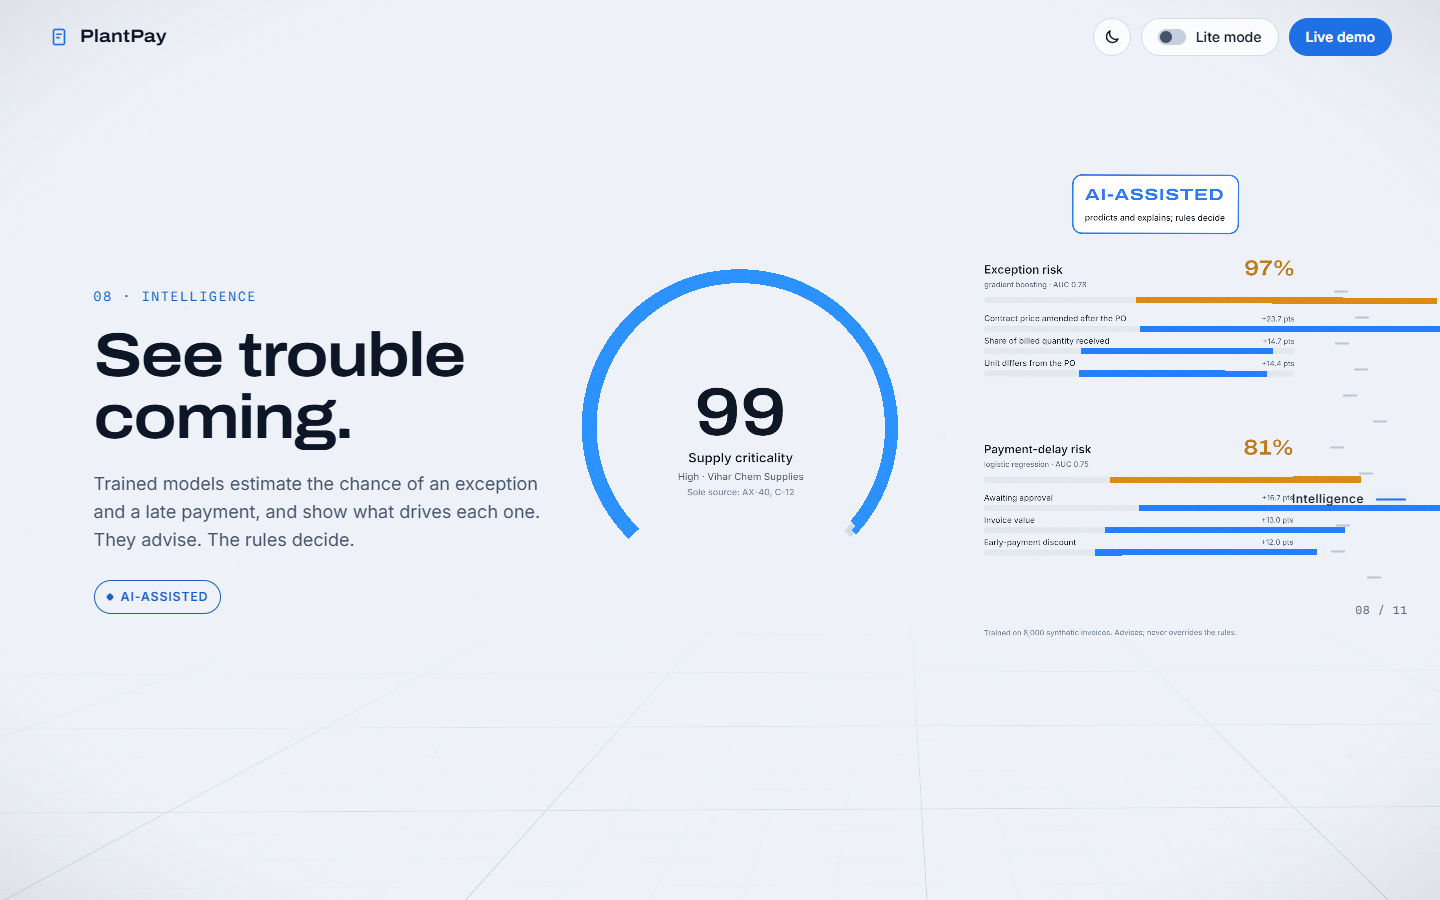 PlantPay
Lite mode
Live demo
08 · INTELLIGENCE
See trouble
coming.
Trained models estimate the chance of an exception
and a late payment, and show what drives each one.
They advise. The rules decide.
AI-ASSISTED
99
Supply criticality
High · Vihar Chem Supplies
Sole source: AX-40, C-12
AI-ASSISTED
predicts and explains; rules decide
Exception risk
97%
gradient boosting · AUC 0.78
Contract price amended after the PO
+23.7 pts
Share of billed quantity received
+14.7 pts
Unit differs from the PO
+14.4 pts
Payment-delay risk
81%
logistic regression · AUC 0.75
Awaiting approval
+16.7 pts
Intelligence
Invoice value
+13.0 pts
Early-payment discount
+12.0 pts
08 / 11
Trained on 8,000 synthetic invoices. Advises; never overrides the rules.